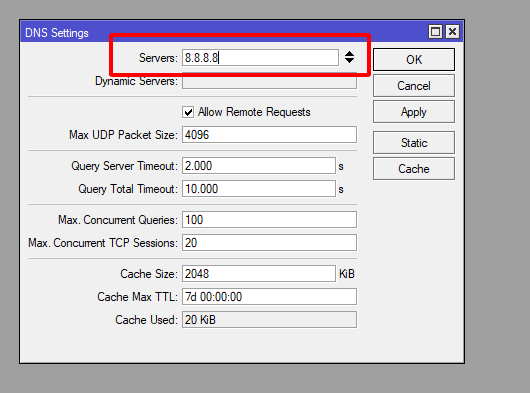 DNS Settings
Servers: 8.8.8.8
OK
Dynamic Servers:
Cancel
Allow Remote Requests
Apply
Max UDP Packet Size: 4096
Static
Query Server Timeout: 2.000 s
Cache
Query Total Timeout: 10.000 s
Max. Concurrent Queries: 100
Max. Concurrent TCP Sessions: 20
Cache Size: 2048 KiB
Cache Max TTL: 7d 00:00:00
Cache Used: 20 KiB